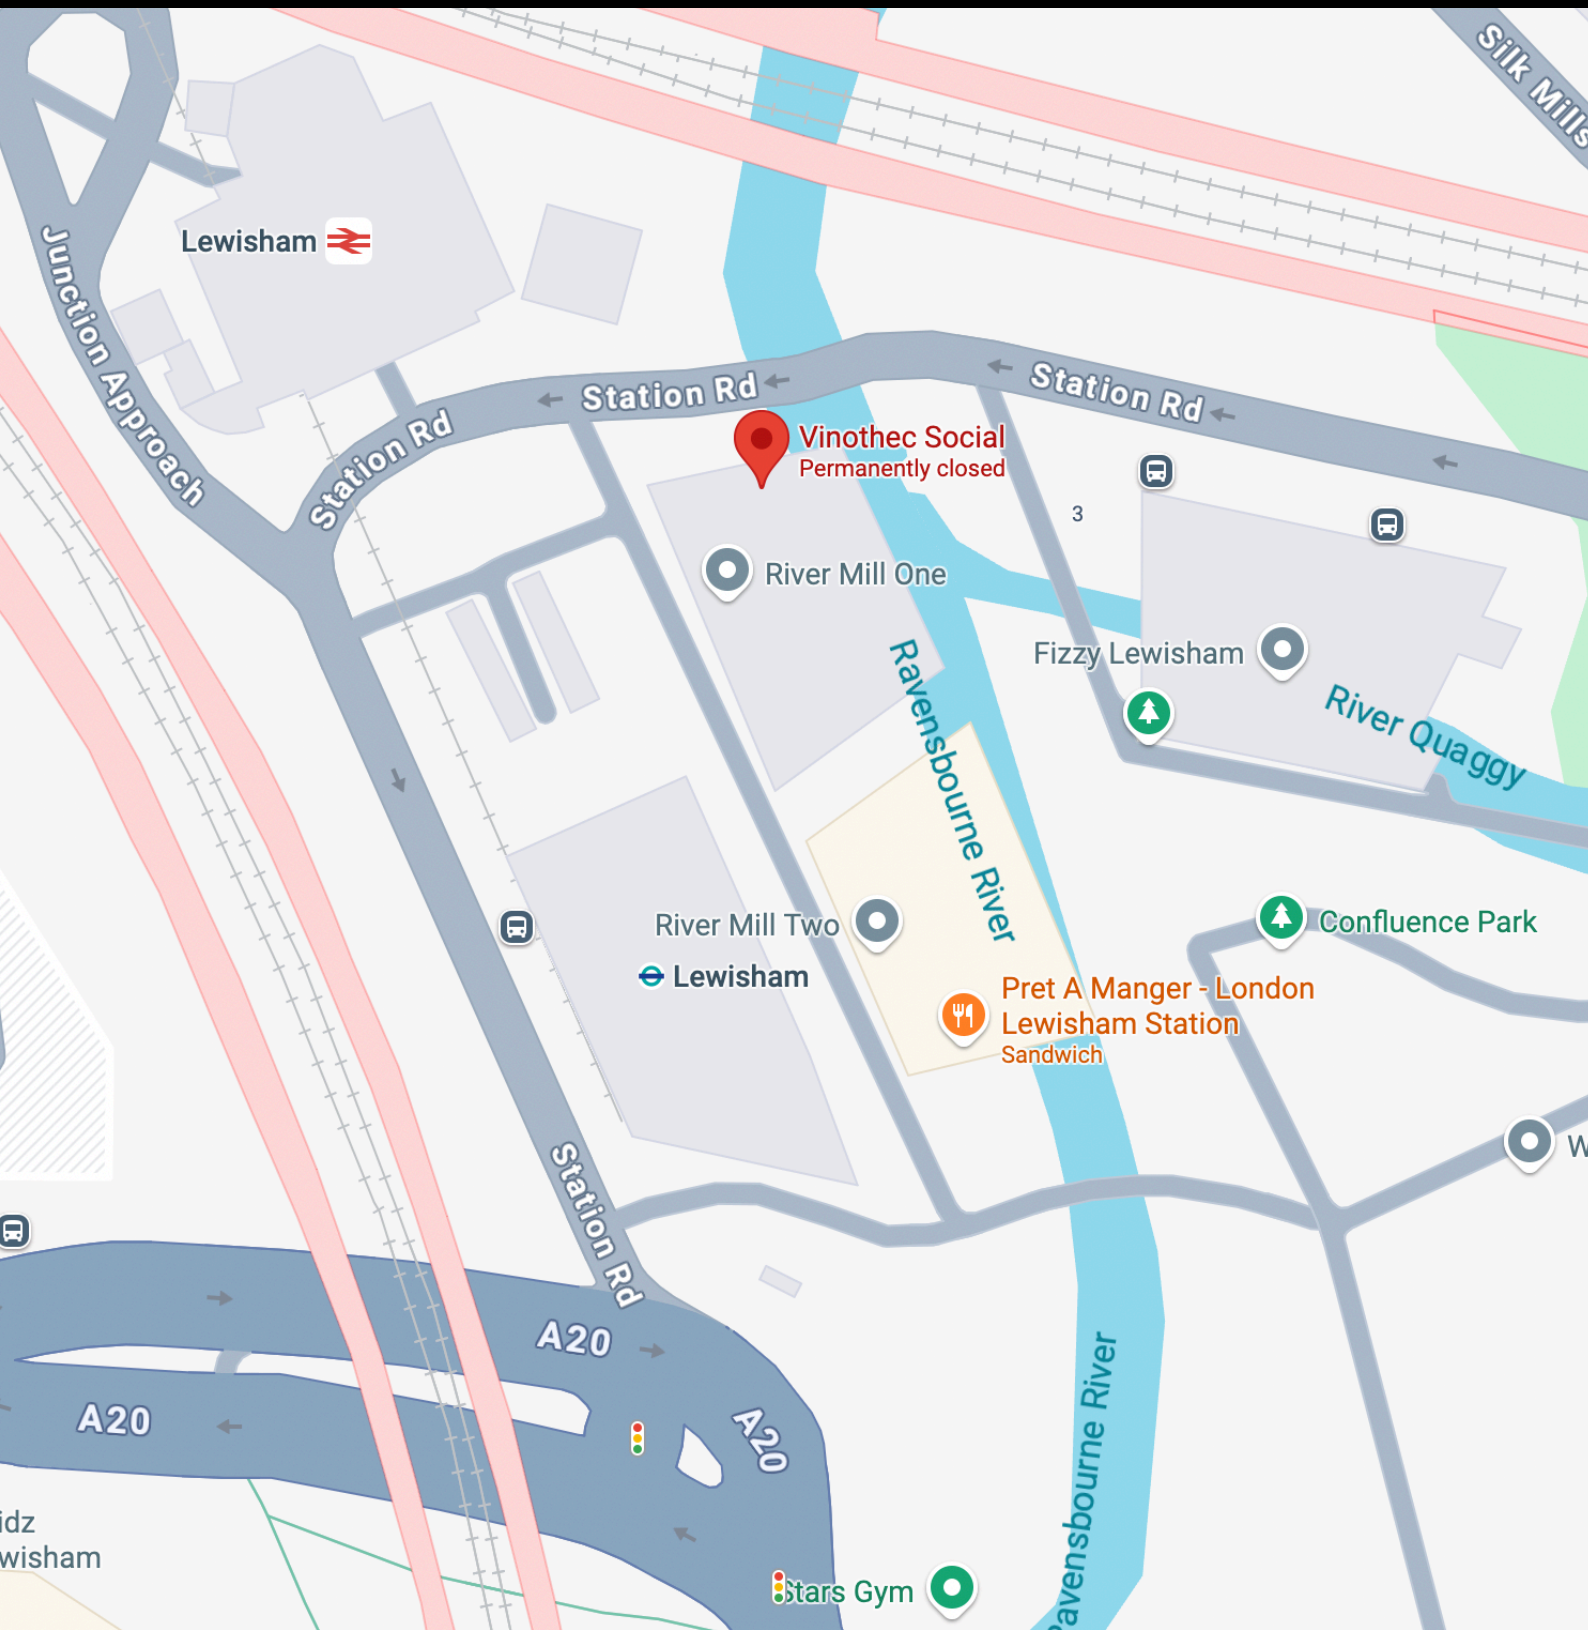 Silk Mills
Lewisham
Junction Approach
Station Rd
Station Rd
Station Rd
Vinothec Social
Permanently closed
3
River Mill One
Fizzy Lewisham
River Quaggy
Ravensbourne River
River Mill Two
Lewisham
Confluence Park
Pret A Manger - London
Lewisham Station
Sandwich
W
Station Rd
A20
A20
A20
Ravensbourne River
idz
wisham
Stars Gym